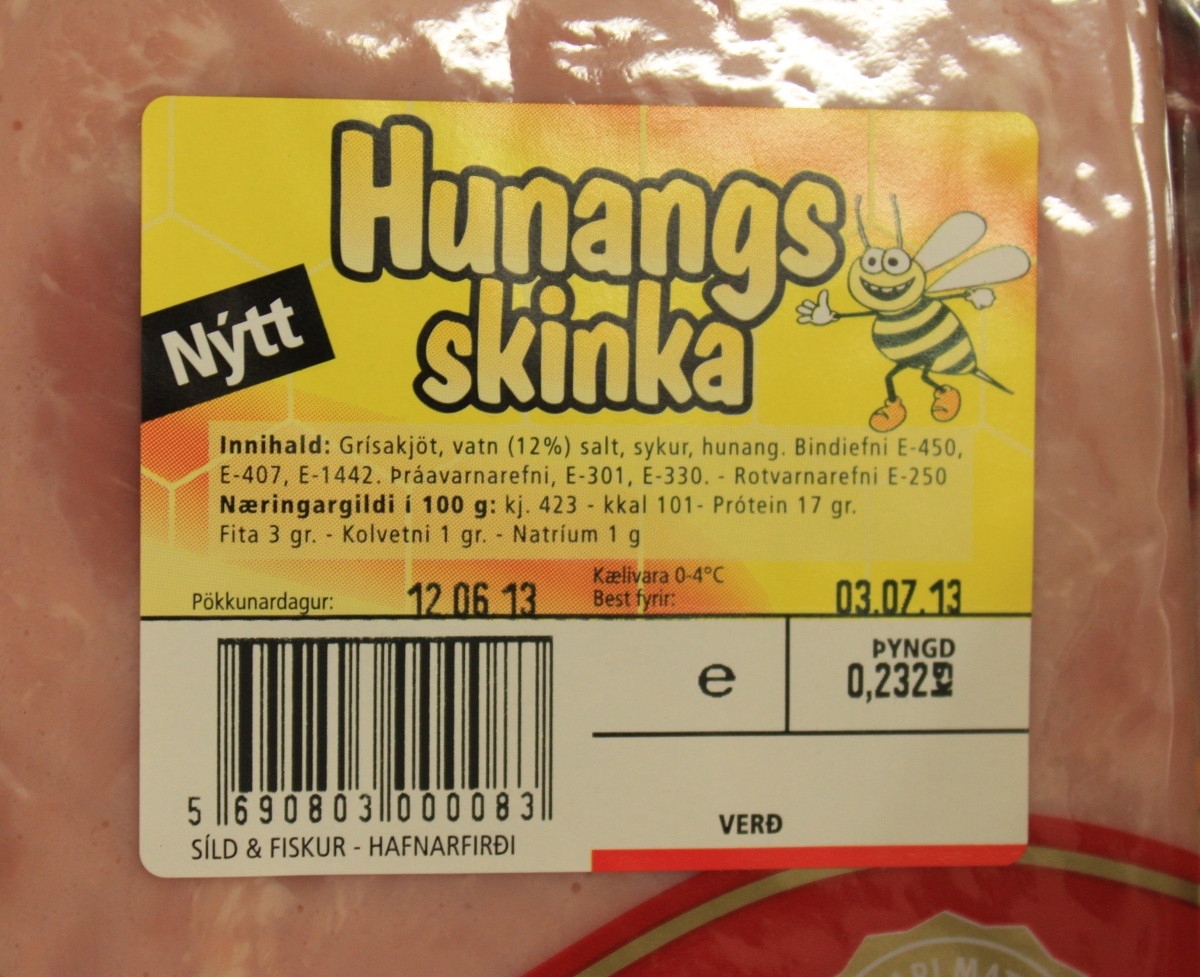 Hunangs
skinka
Nýtt
Innihald: Grísakjöt, vatn (12%) salt, sykur, hunang. Bindiefni E-450,
E-407, E-1442. Þráavarnarefni, E-301, E-330. - Rotvarnarefni E-250
Næringargildi í 100 g: kj. 423 - kkal 101- Prótein 17 gr.
Fita 3 gr. - Kolvetni 1 gr. - Natríum 1 g
Pökkunardagur: 12.06.13
Kælivara 0-4°C
Best fyrir: 03.07.13
e
ÞYNGD
0,232kg
5 690803 000083
SÍLD & FISKUR - HAFNARFIRÐI
VERÐ